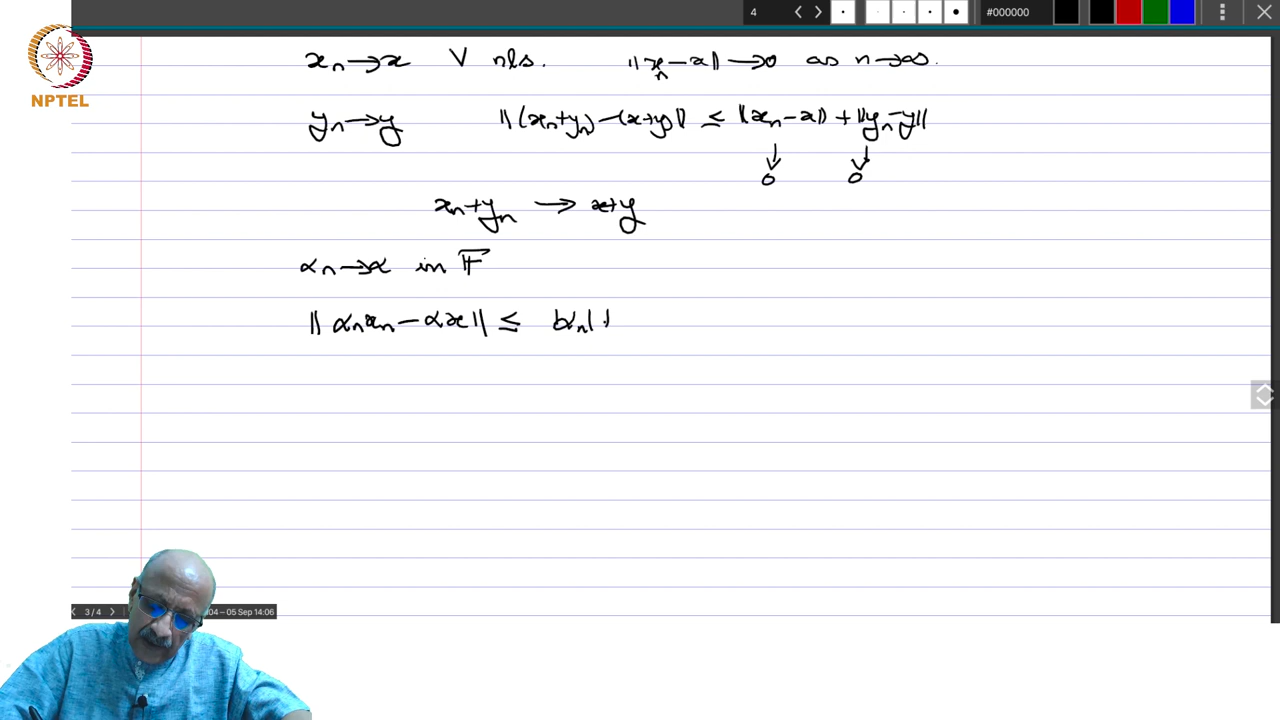 4 #000000
NPTEL
xₙ → x V nls. ‖xₙ − x‖ → 0 as n → ∞.
yₙ → y ‖(xₙ + yₙ) − (x + y)‖ ≤ ‖xₙ − x‖ + ‖yₙ − y‖
↓ ↓
0 0
xₙ + yₙ → x + y
αₙ → α in 𝔽
‖αₙxₙ − αx‖ ≤ |αₙ| ‖
3 / 4 04 – 05 Sep 14:06